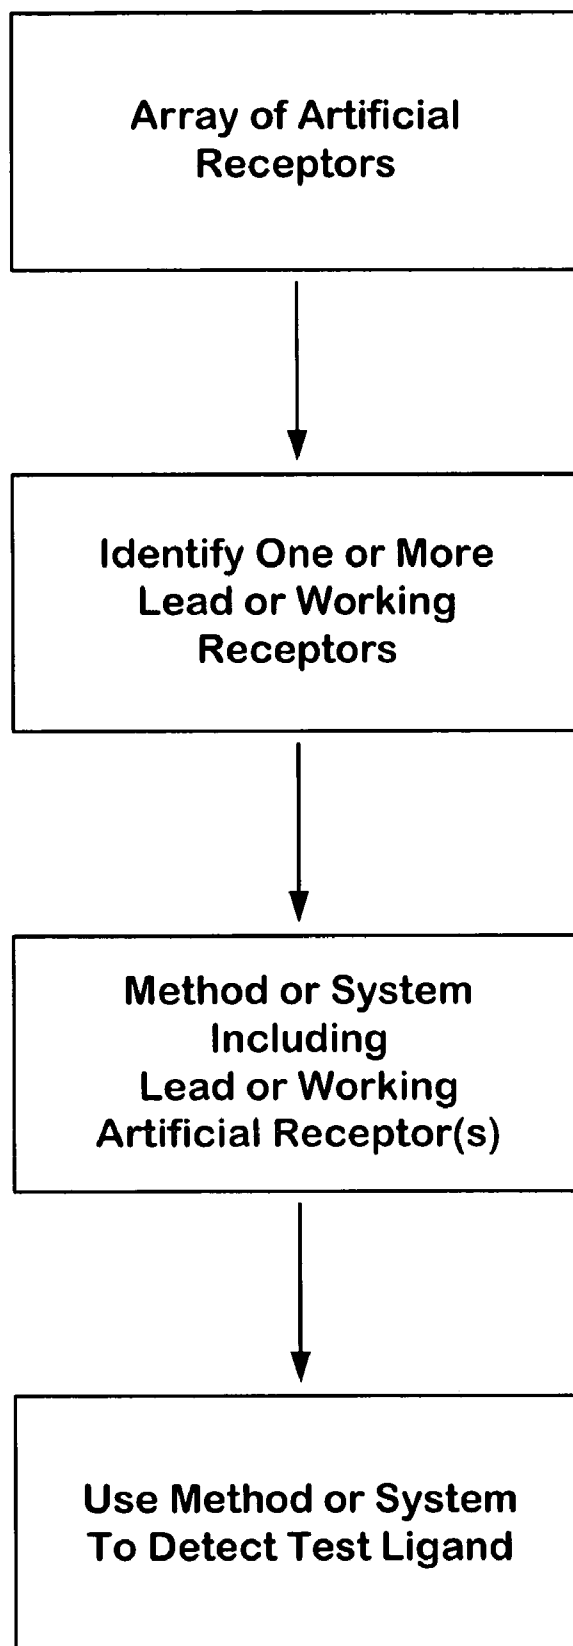 Array of Artificial
Receptors
Identify One or More
Lead or Working
Receptors
Method or System
Including
Lead or Working
Artificial Receptor(s)
Use Method or System
To Detect Test Ligand